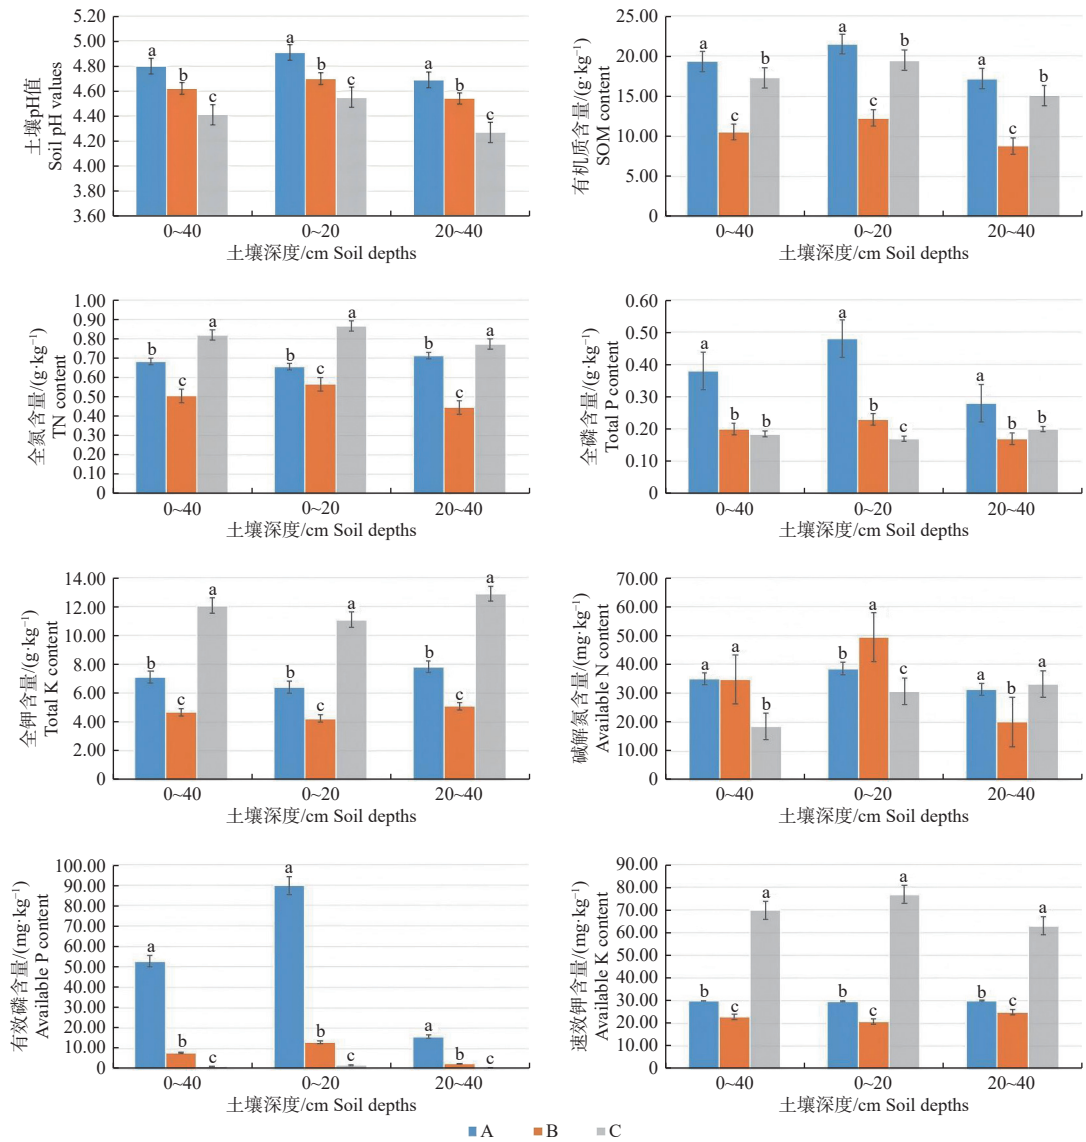 土壤pH值
Soil pH values
5.20
5.00
4.80
4.60
4.40
4.20
4.00
3.80
3.60
a b c
a b c
a b c
0~40 0~20 20~40
土壤深度/cm Soil depths
有机质含量/(g·kg⁻¹)
SOM content
25.00
20.00
15.00
10.00
5.00
0
a c b
a c b
a c b
0~40 0~20 20~40
土壤深度/cm Soil depths
全氮含量/(g·kg⁻¹)
TN content
1.00
0.90
0.80
0.70
0.60
0.50
0.40
0.30
0.20
0.10
0
b c a
b c a
b c a
0~40 0~20 20~40
土壤深度/cm Soil depths
全磷含量/(g·kg⁻¹)
Total P content
0.60
0.50
0.40
0.30
0.20
0.10
0
a b b
a b c
a b b
0~40 0~20 20~40
土壤深度/cm Soil depths
全钾含量/(g·kg⁻¹)
Total K content
14.00
12.00
10.00
8.00
6.00
4.00
2.00
0
b c a
b c a
b c a
0~40 0~20 20~40
土壤深度/cm Soil depths
碱解氮含量/(mg·kg⁻¹)
Available N content
70.00
60.00
50.00
40.00
30.00
20.00
10.00
0
a a b
b a c
a b a
0~40 0~20 20~40
土壤深度/cm Soil depths
有效磷含量/(mg·kg⁻¹)
Available P content
100.00
90.00
80.00
70.00
60.00
50.00
40.00
30.00
20.00
10.00
0
a b c
a b c
a b c
0~40 0~20 20~40
土壤深度/cm Soil depths
速效钾含量/(mg·kg⁻¹)
Available K content
90.00
80.00
70.00
60.00
50.00
40.00
30.00
20.00
10.00
0
b c a
b c a
b c a
0~40 0~20 20~40
土壤深度/cm Soil depths
A B C